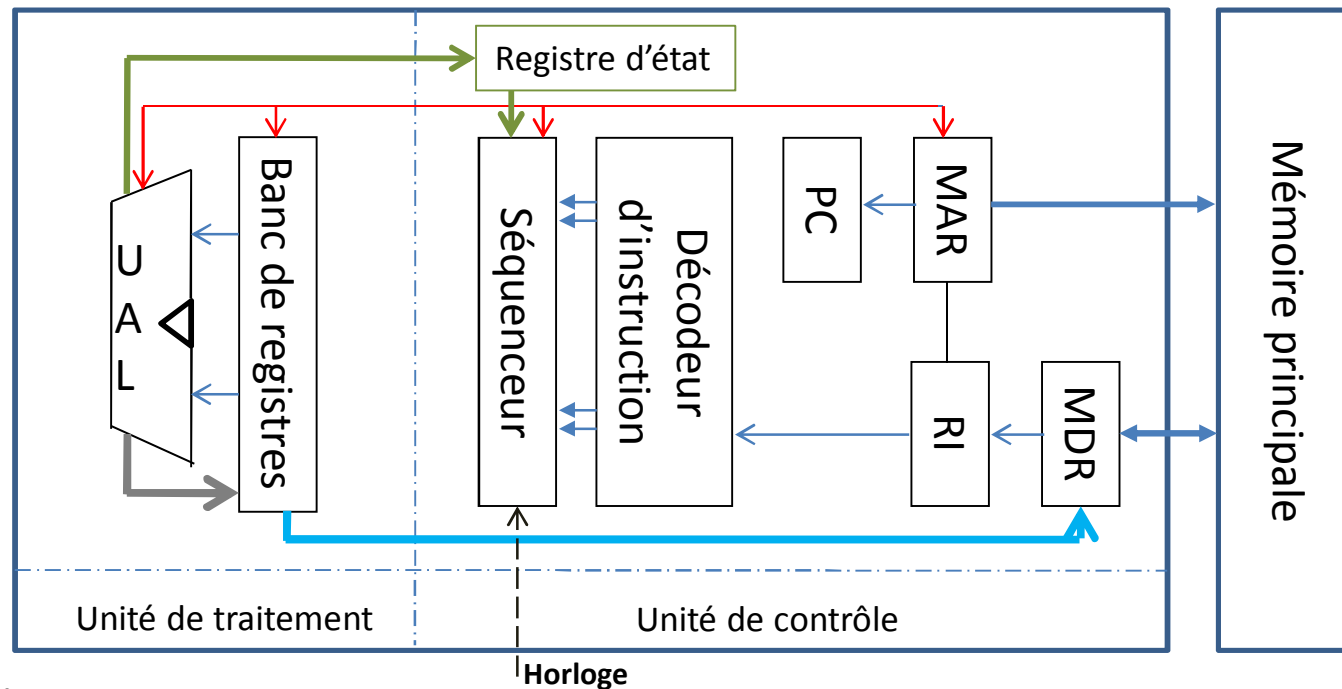 Registre d'état
UAL
Banc de registres
Séquenceur
Décodeur
d'instruction
PC
MAR
RI
MDR
Mémoire principale
Unité de traitement
Unité de contrôle
Horloge